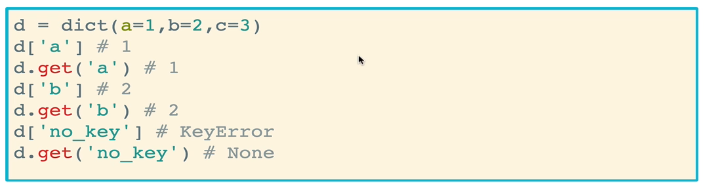 d = dict(a=1,b=2,c=3)
d['a'] # 1
d.get('a') # 1
d['b'] # 2
d.get('b') # 2
d['no_key'] # KeyError
d.get('no_key') # None